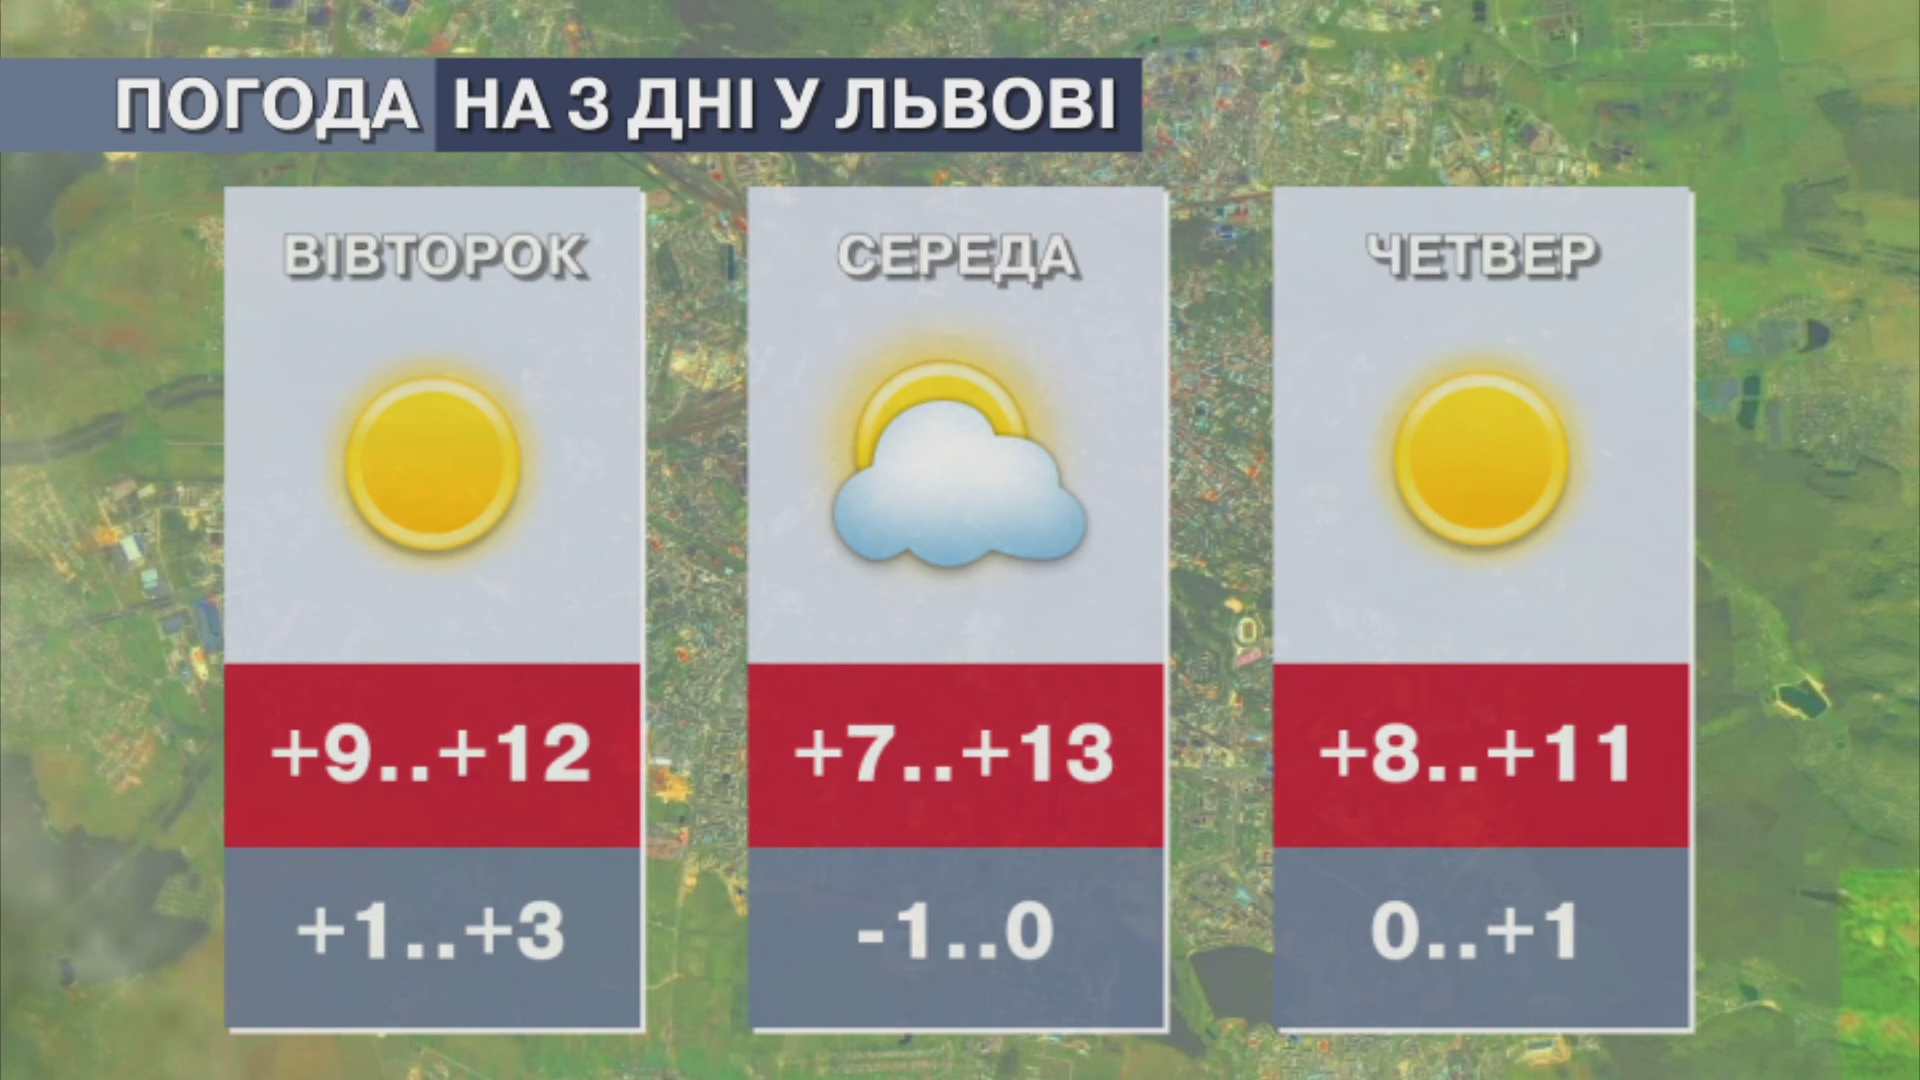 ПОГОДА НА 3 ДНІ У ЛЬВОВІ
ВІВТОРОК
+9..+12
+1..+3
СЕРЕДА
+7..+13
-1..0
ЧЕТВЕР
+8..+11
0..+1